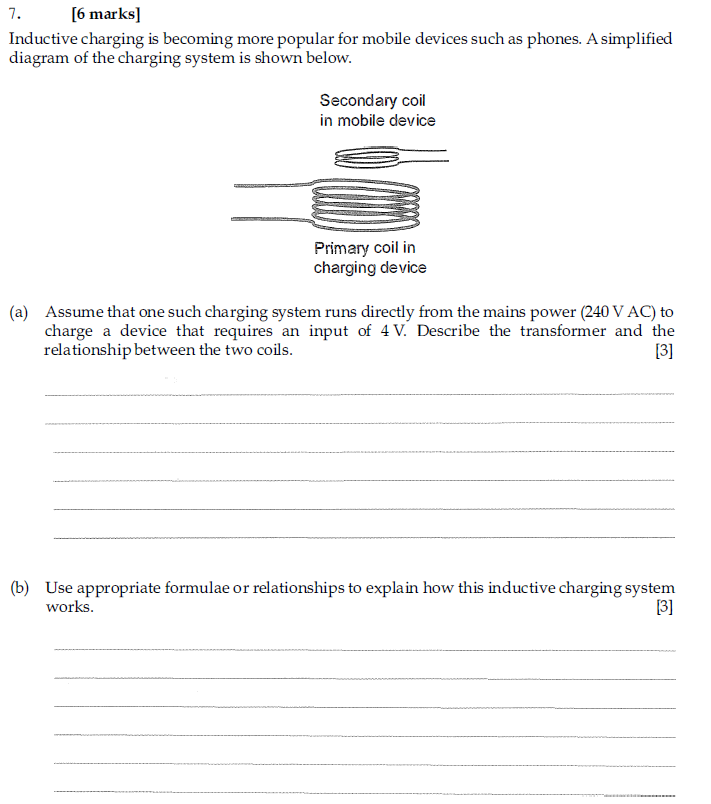 7. [6 marks]
Inductive charging is becoming more popular for mobile devices such as phones. A simplified
diagram of the charging system is shown below.
Secondary coil
in mobile device
Primary coil in
charging device
(a) Assume that one such charging system runs directly from the mains power (240 V AC) to
charge a device that requires an input of 4 V. Describe the transformer and the
relationship between the two coils. [3]
(b) Use appropriate formulae or relationships to explain how this inductive charging system
works. [3]